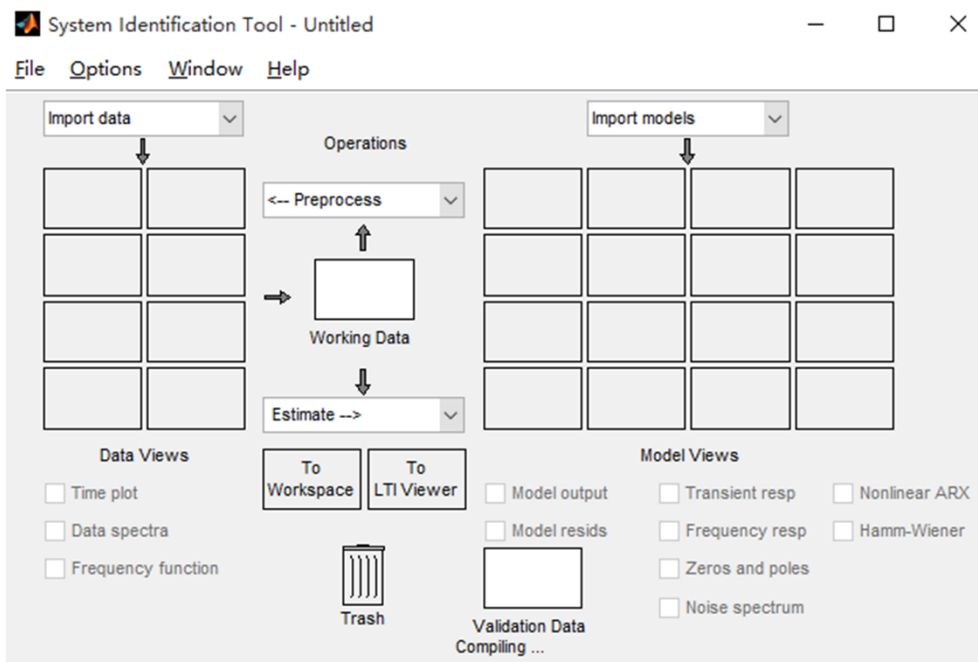 System Identification Tool - Untitled
File Options Window Help
Import data
Import models
Operations
<-- Preprocess
Working Data
Estimate -->
Data Views
Model Views
To
Workspace
To
LTI Viewer
Time plot
Data spectra
Frequency function
Model output
Model resids
Transient resp
Frequency resp
Zeros and poles
Noise spectrum
Nonlinear ARX
Hamm-Wiener
Trash
Validation Data
Compiling ...